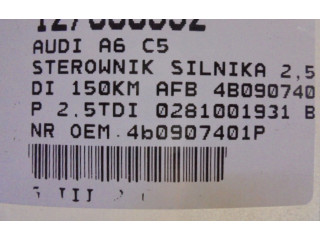 AUDI A6 C5
STEROWNIK SILNIKA 2,5
DI 150KM AFB 4B090740
P 2.5TDI 0281001931 B
NR OEM 4b0907401P